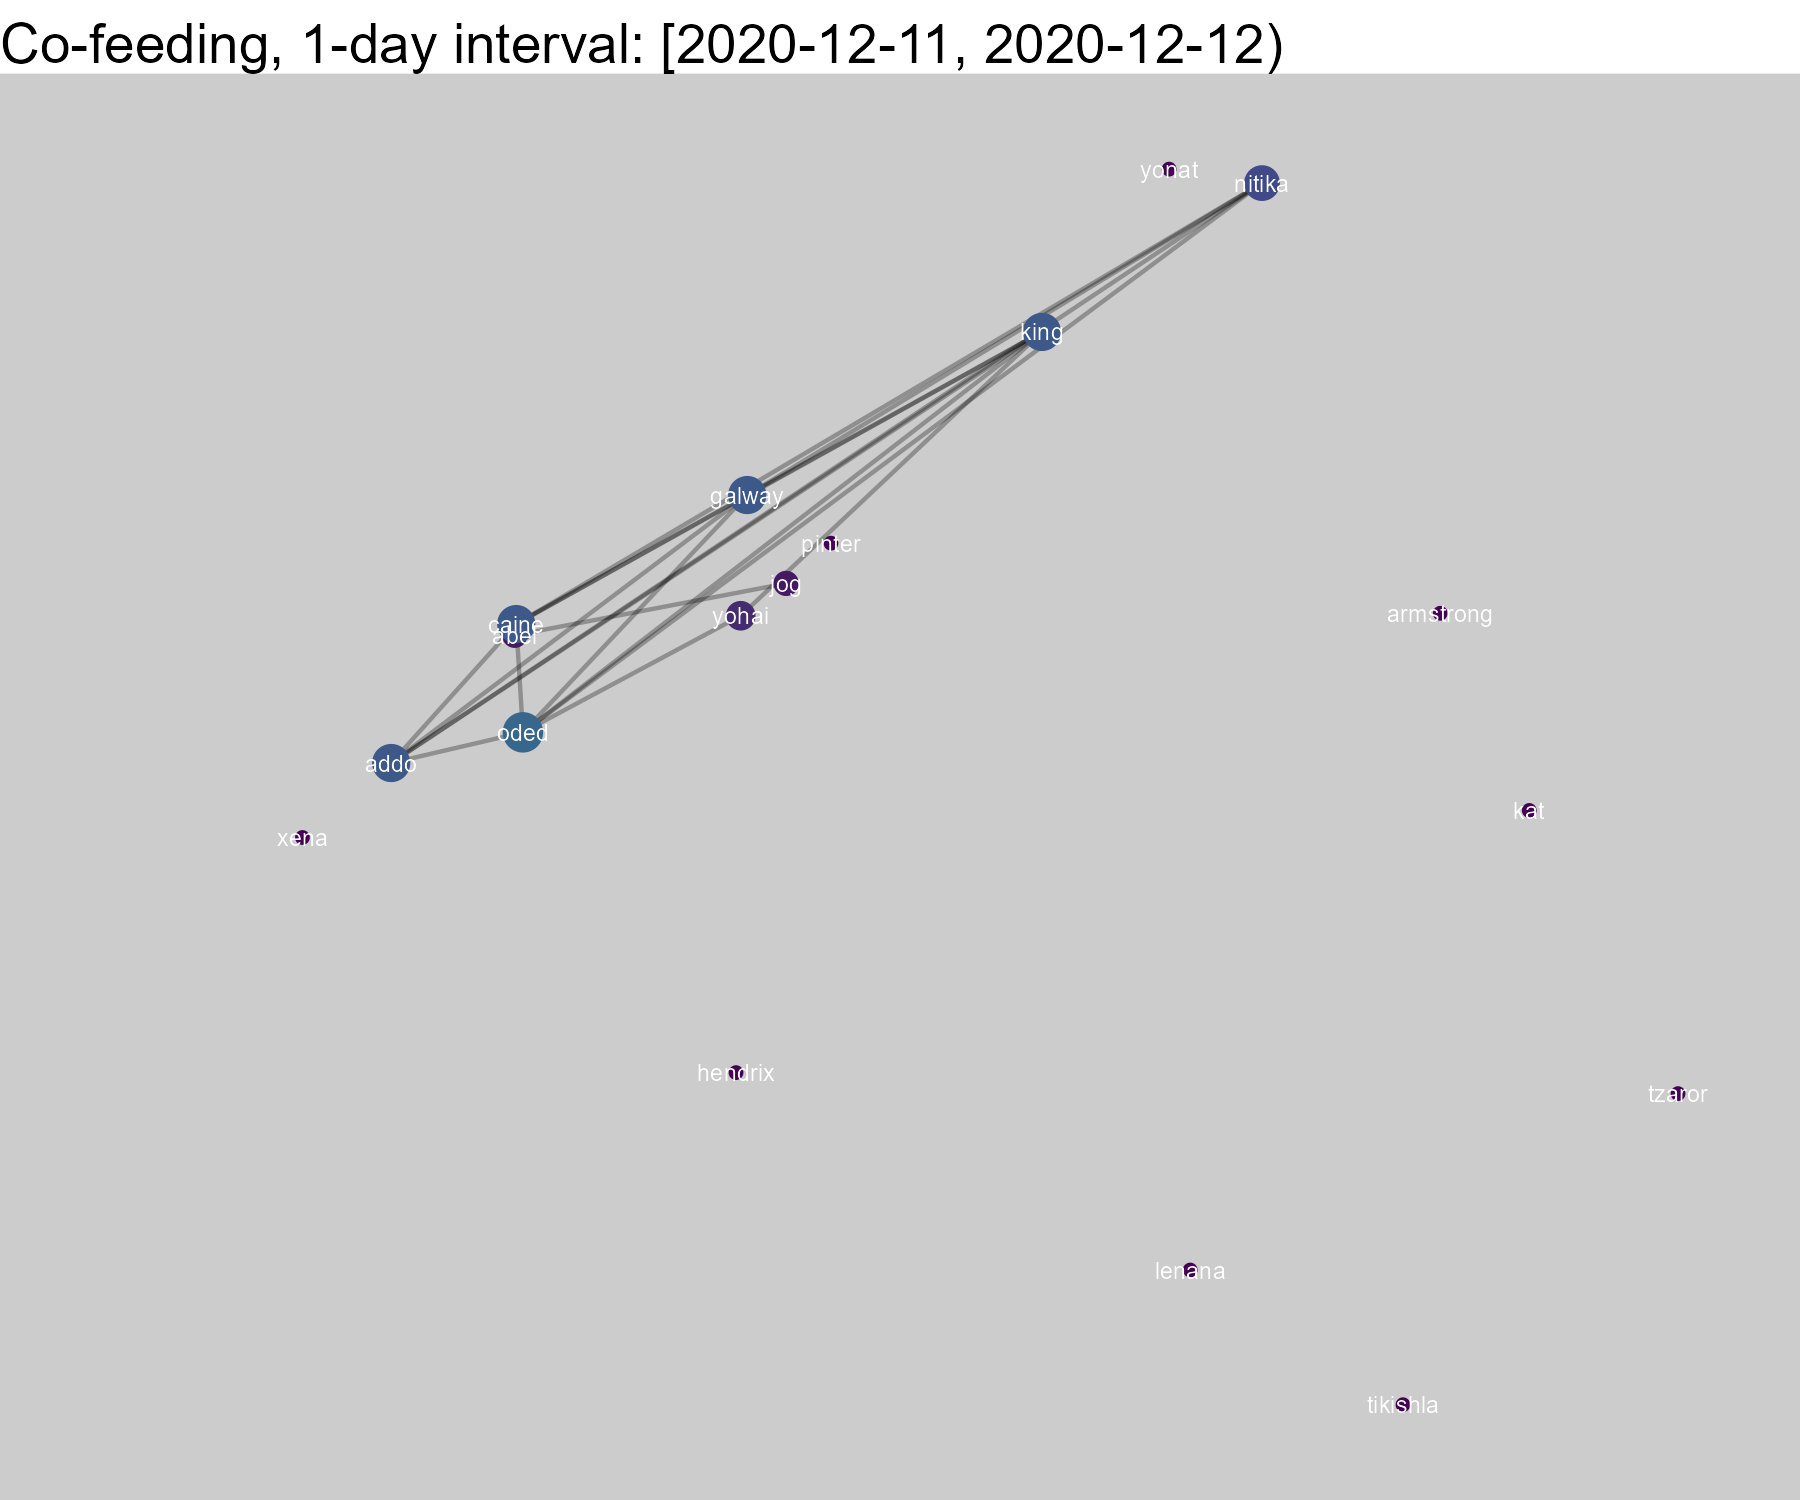 Co-feeding, 1-day interval: [2020-12-11, 2020-12-12)
yonat
nitika
king
galway
pinter
jog
yohai
armstrong
caine
abel
oded
addo
kat
xena
hendrix
tzaror
lenana
tikishla